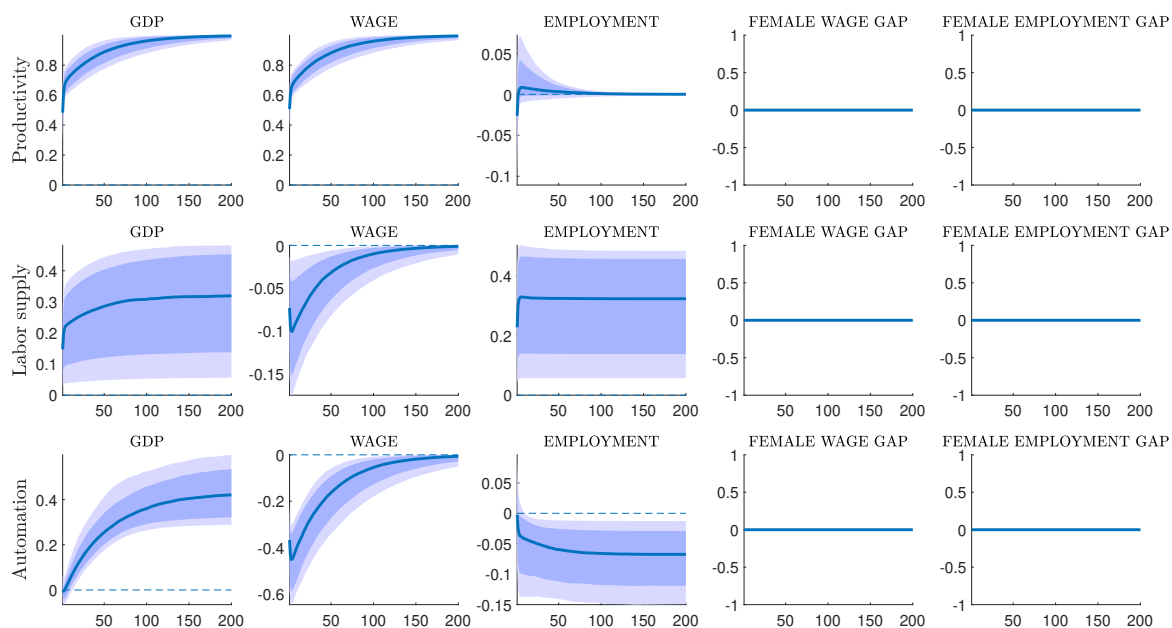 GDP WAGE EMPLOYMENT FEMALE WAGE GAP FEMALE EMPLOYMENT GAP
Productivity
0.8 0.6 0.4 0.2 0
50 100 150 200
0.8 0.6 0.4 0.2 0
50 100 150 200
0.05 0 -0.05 -0.1
50 100 150 200
1 0.5 0 -0.5 -1
50 100 150 200
1 0.5 0 -0.5 -1
50 100 150 200
GDP WAGE EMPLOYMENT FEMALE WAGE GAP FEMALE EMPLOYMENT GAP
Labor supply
0.4 0.3 0.2 0.1 0
50 100 150 200
0 -0.05 -0.1 -0.15
50 100 150 200
0.4 0.2 0
50 100 150 200
1 0.5 0 -0.5 -1
50 100 150 200
1 0.5 0 -0.5 -1
50 100 150 200
GDP WAGE EMPLOYMENT FEMALE WAGE GAP FEMALE EMPLOYMENT GAP
Automation
0.4 0.2 0
50 100 150 200
0 -0.2 -0.4 -0.6
50 100 150 200
0.05 0 -0.05 -0.1 -0.15
50 100 150 200
1 0.5 0 -0.5 -1
50 100 150 200
1 0.5 0 -0.5 -1
50 100 150 200